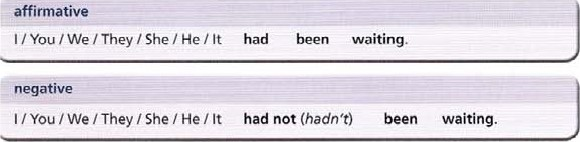 affirmative
I / You / We / They / She / He / It had been waiting.
negative
I / You / We / They / She / He / It had not (hadn't) been waiting.